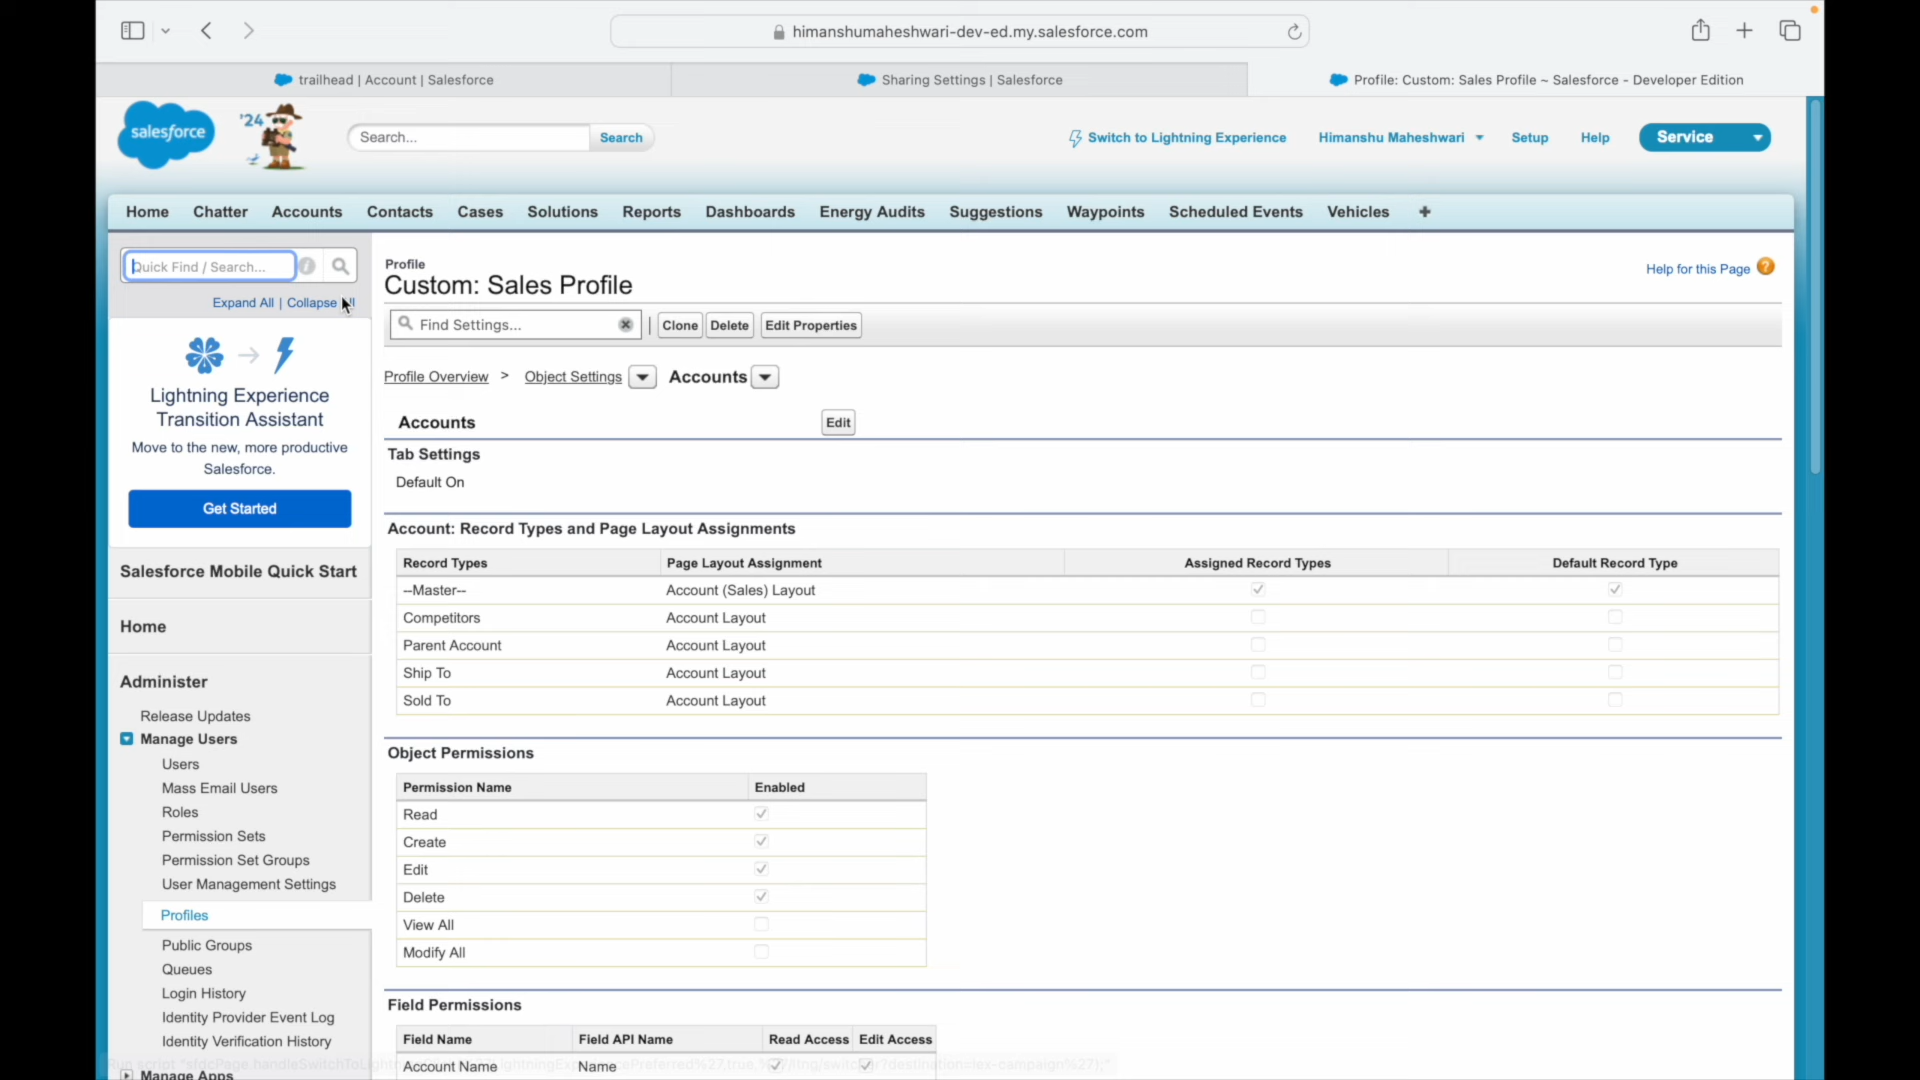 himanshumaheshwari-dev-ed.my.salesforce.com
trailhead | Account | Salesforce
Sharing Settings | Salesforce
Profile: Custom: Sales Profile ~ Salesforce - Developer Edition
salesforce
'24
Search...
Search
Switch to Lightning Experience
Himanshu Maheshwari
Setup
Help
Service
Home Chatter Accounts Contacts Cases Solutions Reports Dashboards Energy Audits Suggestions Waypoints Scheduled Events Vehicles +
Quick Find / Search...
Expand All | Collapse All
Lightning Experience
Transition Assistant
Move to the new, more productive
Salesforce.
Get Started
Salesforce Mobile Quick Start
Home
Administer
Release Updates
Manage Users
Users
Mass Email Users
Roles
Permission Sets
Permission Set Groups
User Management Settings
Profiles
Public Groups
Queues
Login History
Identity Provider Event Log
Identity Verification History
Manage Apps
Profile
Custom: Sales Profile
Help for this Page ?
Find Settings... | Clone Delete Edit Properties
Profile Overview > Object Settings Accounts
Accounts Edit
Tab Settings
Default On
Account: Record Types and Page Layout Assignments
Record Types Page Layout Assignment Assigned Record Types Default Record Type
--Master-- Account (Sales) Layout
Competitors Account Layout
Parent Account Account Layout
Ship To Account Layout
Sold To Account Layout
Object Permissions
Permission Name Enabled
Read
Create
Edit
Delete
View All
Modify All
Field Permissions
Field Name Field API Name Read Access Edit Access
Account Name Name